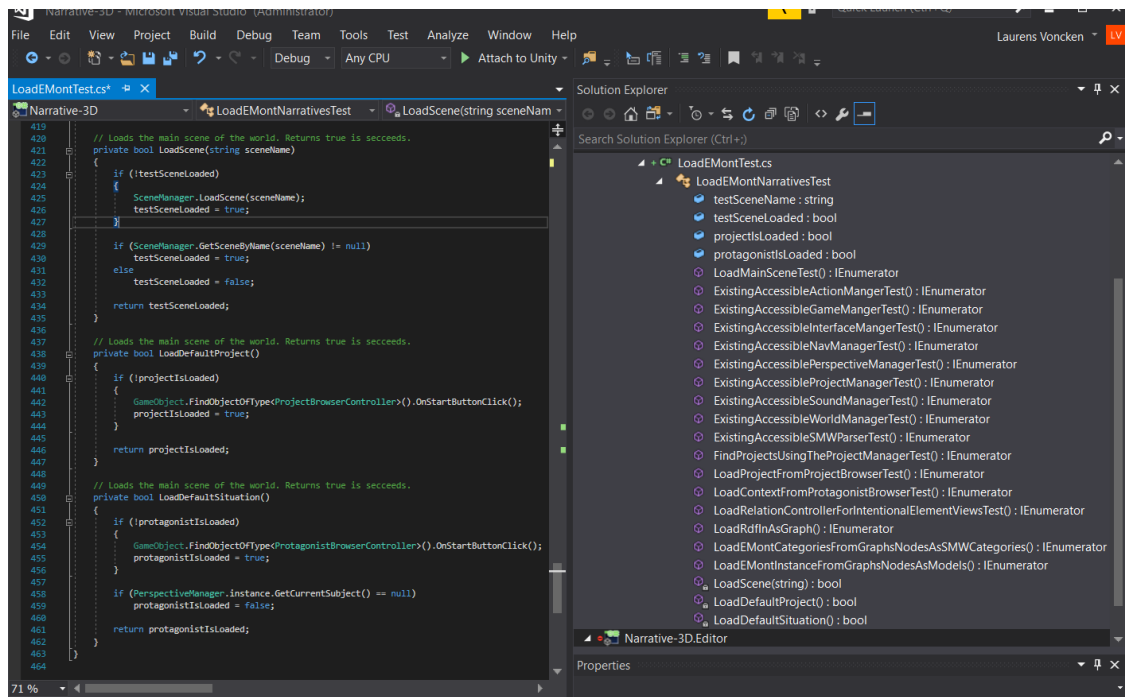 Narrative-3D - Microsoft Visual Studio (Administrator)
Quick Launch (Ctrl+Q)
File Edit View Project Build Debug Team Tools Test Analyze Window Help
Laurens Voncken LV
Debug Any CPU Attach to Unity
LoadEMontTest.cs*
Narrative-3D LoadEMontNarrativesTest LoadScene(string sceneNam
419
420 // Loads the main scene of the world. Returns true is secceeds.
421 private bool LoadScene(string sceneName)
422 {
423 if (!testSceneLoaded)
424 {
425 SceneManager.LoadScene(sceneName);
426 testSceneLoaded = true;
427 }
428
429 if (SceneManager.GetSceneByName(sceneName) != null)
430 testSceneLoaded = true;
431 else
432 testSceneLoaded = false;
433
434 return testSceneLoaded;
435 }
436
437 // Loads the main scene of the world. Returns true is secceeds.
438 private bool LoadDefaultProject()
439 {
440 if (!projectIsLoaded)
441 {
442 GameObject.FindObjectOfType<ProjectBrowserController>().OnStartButtonClick();
443 projectIsLoaded = true;
444 }
445
446 return projectIsLoaded;
447 }
448
449 // Loads the main scene of the world. Returns true is secceeds.
450 private bool LoadDefaultSituation()
451 {
452 if (!protagonistIsLoaded)
453 {
454 GameObject.FindObjectOfType<ProtagonistBrowserController>().OnStartButtonClick();
455 protagonistIsLoaded = true;
456 }
457
458 if (PerspectiveManager.instance.GetCurrentSubject() == null)
459 protagonistIsLoaded = false;
460
461 return protagonistIsLoaded;
462 }
463 }
464
71 %
Solution Explorer
Search Solution Explorer (Ctrl+;)
+ C# LoadEMontTest.cs
LoadEMontNarrativesTest
testSceneName : string
testSceneLoaded : bool
projectIsLoaded : bool
protagonistIsLoaded : bool
LoadMainSceneTest() : IEnumerator
ExistingAccessibleActionMangerTest() : IEnumerator
ExistingAccessibleGameMangerTest() : IEnumerator
ExistingAccessibleInterfaceMangerTest() : IEnumerator
ExistingAccessibleNavManagerTest() : IEnumerator
ExistingAccessiblePerspectiveManagerTest() : IEnumerator
ExistingAccessibleProjectManagerTest() : IEnumerator
ExistingAccessibleSoundManagerTest() : IEnumerator
ExistingAccessibleWorldManagerTest() : IEnumerator
ExistingAccessibleSMWParserTest() : IEnumerator
FindProjectsUsingTheProjectManagerTest() : IEnumerator
LoadProjectFromProjectBrowserTest() : IEnumerator
LoadContextFromProtagonistBrowserTest() : IEnumerator
LoadRelationControllerForIntentionalElementViewsTest() : IEnumerator
LoadRdfInAsGraph() : IEnumerator
LoadEMontCategoriesFromGraphsNodesAsSMWCategories() : IEnumerator
LoadEMontInstanceFromGraphsNodesAsModels() : IEnumerator
LoadScene(string) : bool
LoadDefaultProject() : bool
LoadDefaultSituation() : bool
Narrative-3D.Editor
Properties